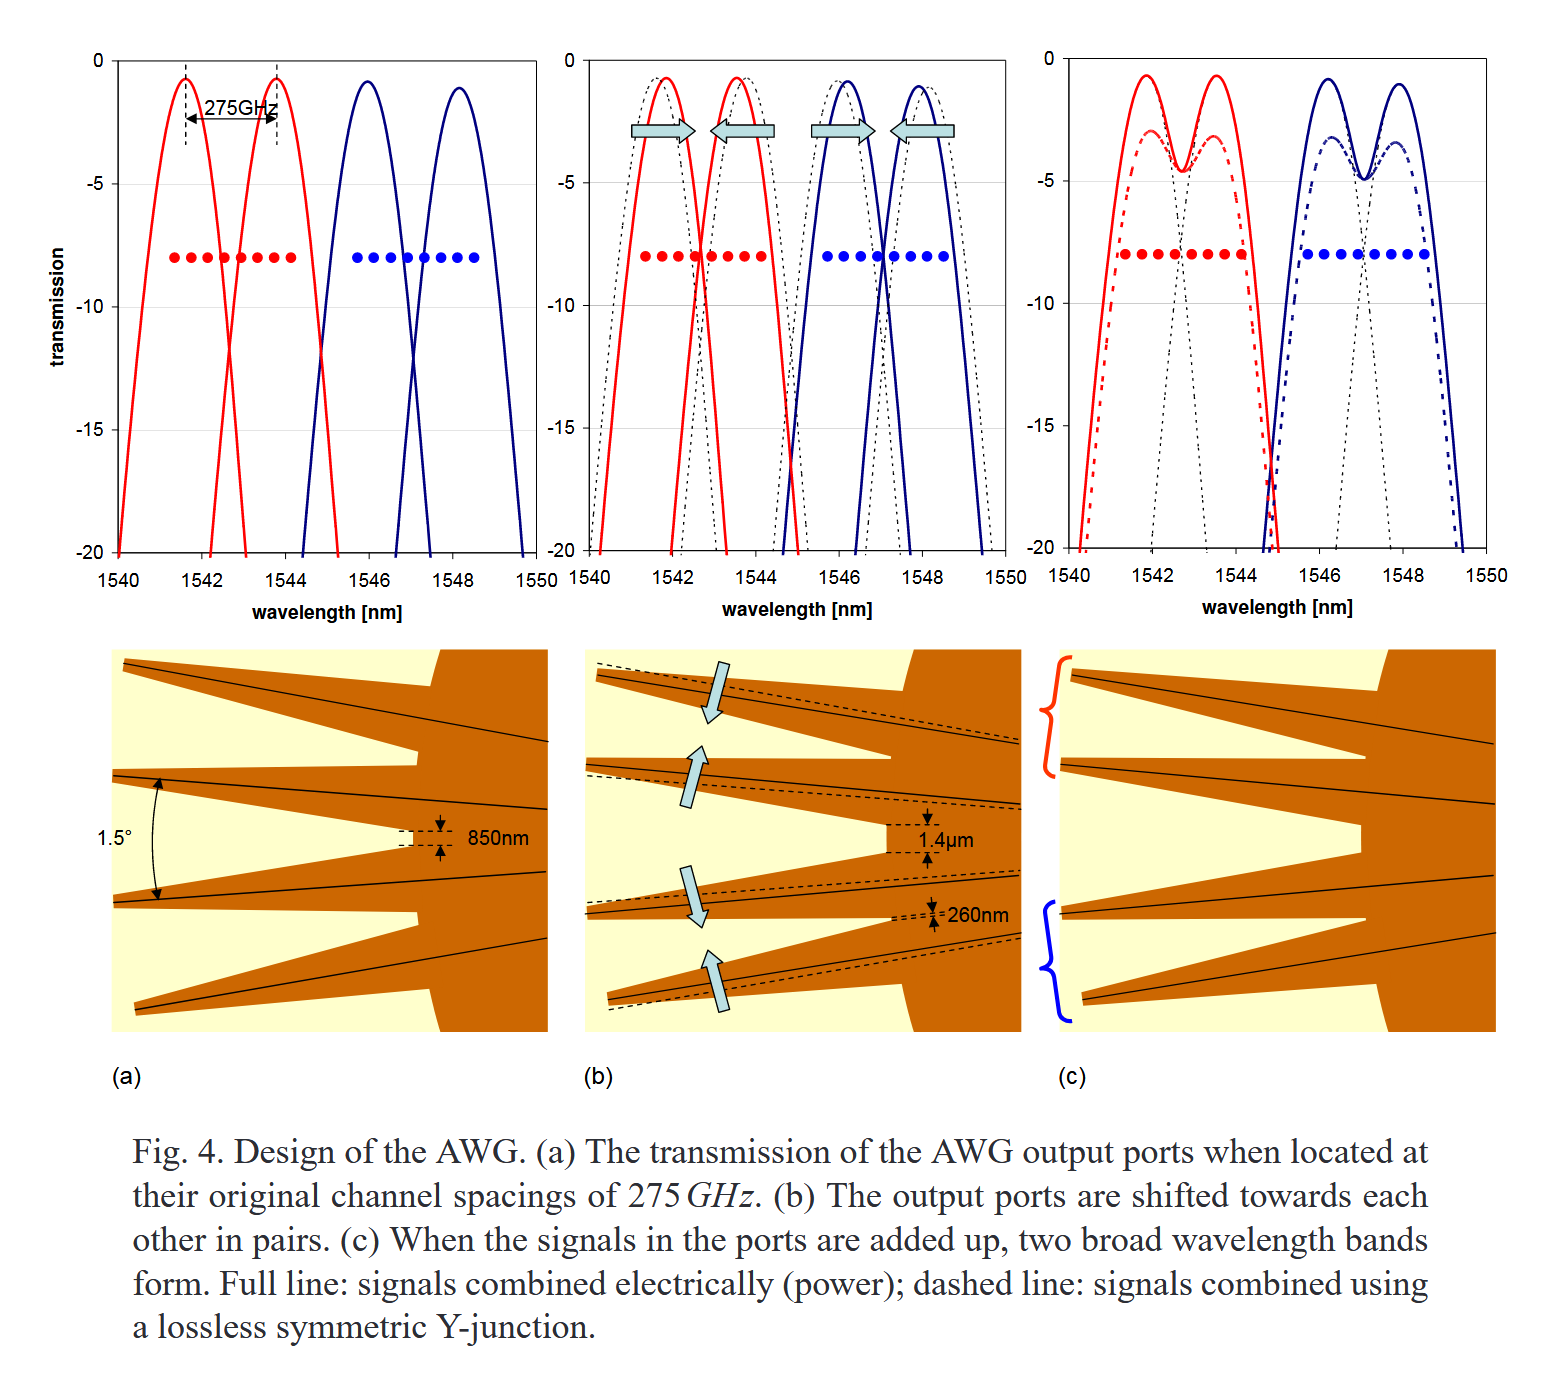 0
-5
-10
-15
-20
transmission
275GHz
1540
1542
1544
1546
1548
1550
wavelength [nm]
0
-5
-10
-15
-20
1540
1542
1544
1546
1548
1550
wavelength [nm]
0
-5
-10
-15
-20
1540
1542
1544
1546
1548
1550
wavelength [nm]
1.5°
850nm
1.4µm
260nm
(a)
(b)
(c)
Fig. 4. Design of the AWG. (a) The transmission of the AWG output ports when located at
their original channel spacings of 275 GHz. (b) The output ports are shifted towards each
other in pairs. (c) When the signals in the ports are added up, two broad wavelength bands
form. Full line: signals combined electrically (power); dashed line: signals combined using
a lossless symmetric Y-junction.